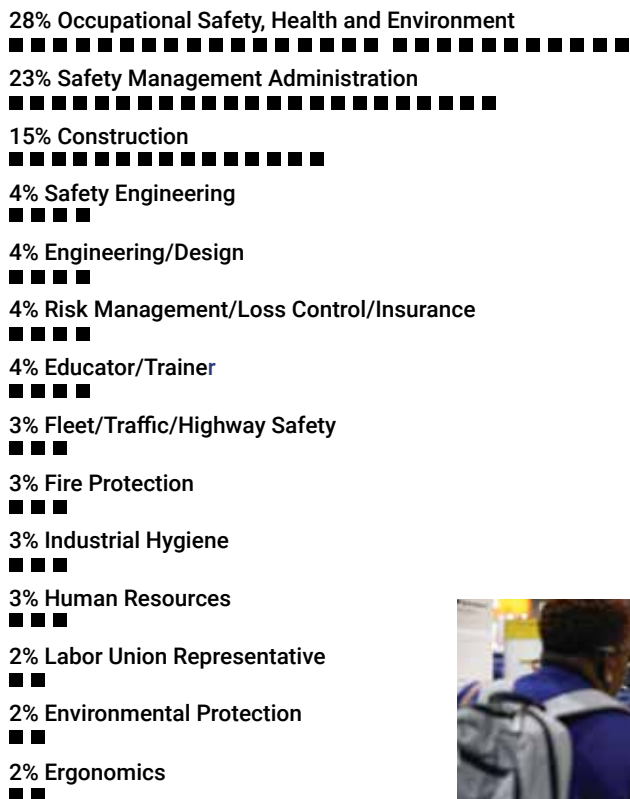 28% Occupational Safety, Health and Environment
23% Safety Management Administration
15% Construction
4% Safety Engineering
4% Engineering/Design
4% Risk Management/Loss Control/Insurance
4% Educator/Trainer
3% Fleet/Traffic/Highway Safety
3% Fire Protection
3% Industrial Hygiene
3% Human Resources
2% Labor Union Representative
2% Environmental Protection
2% Ergonomics